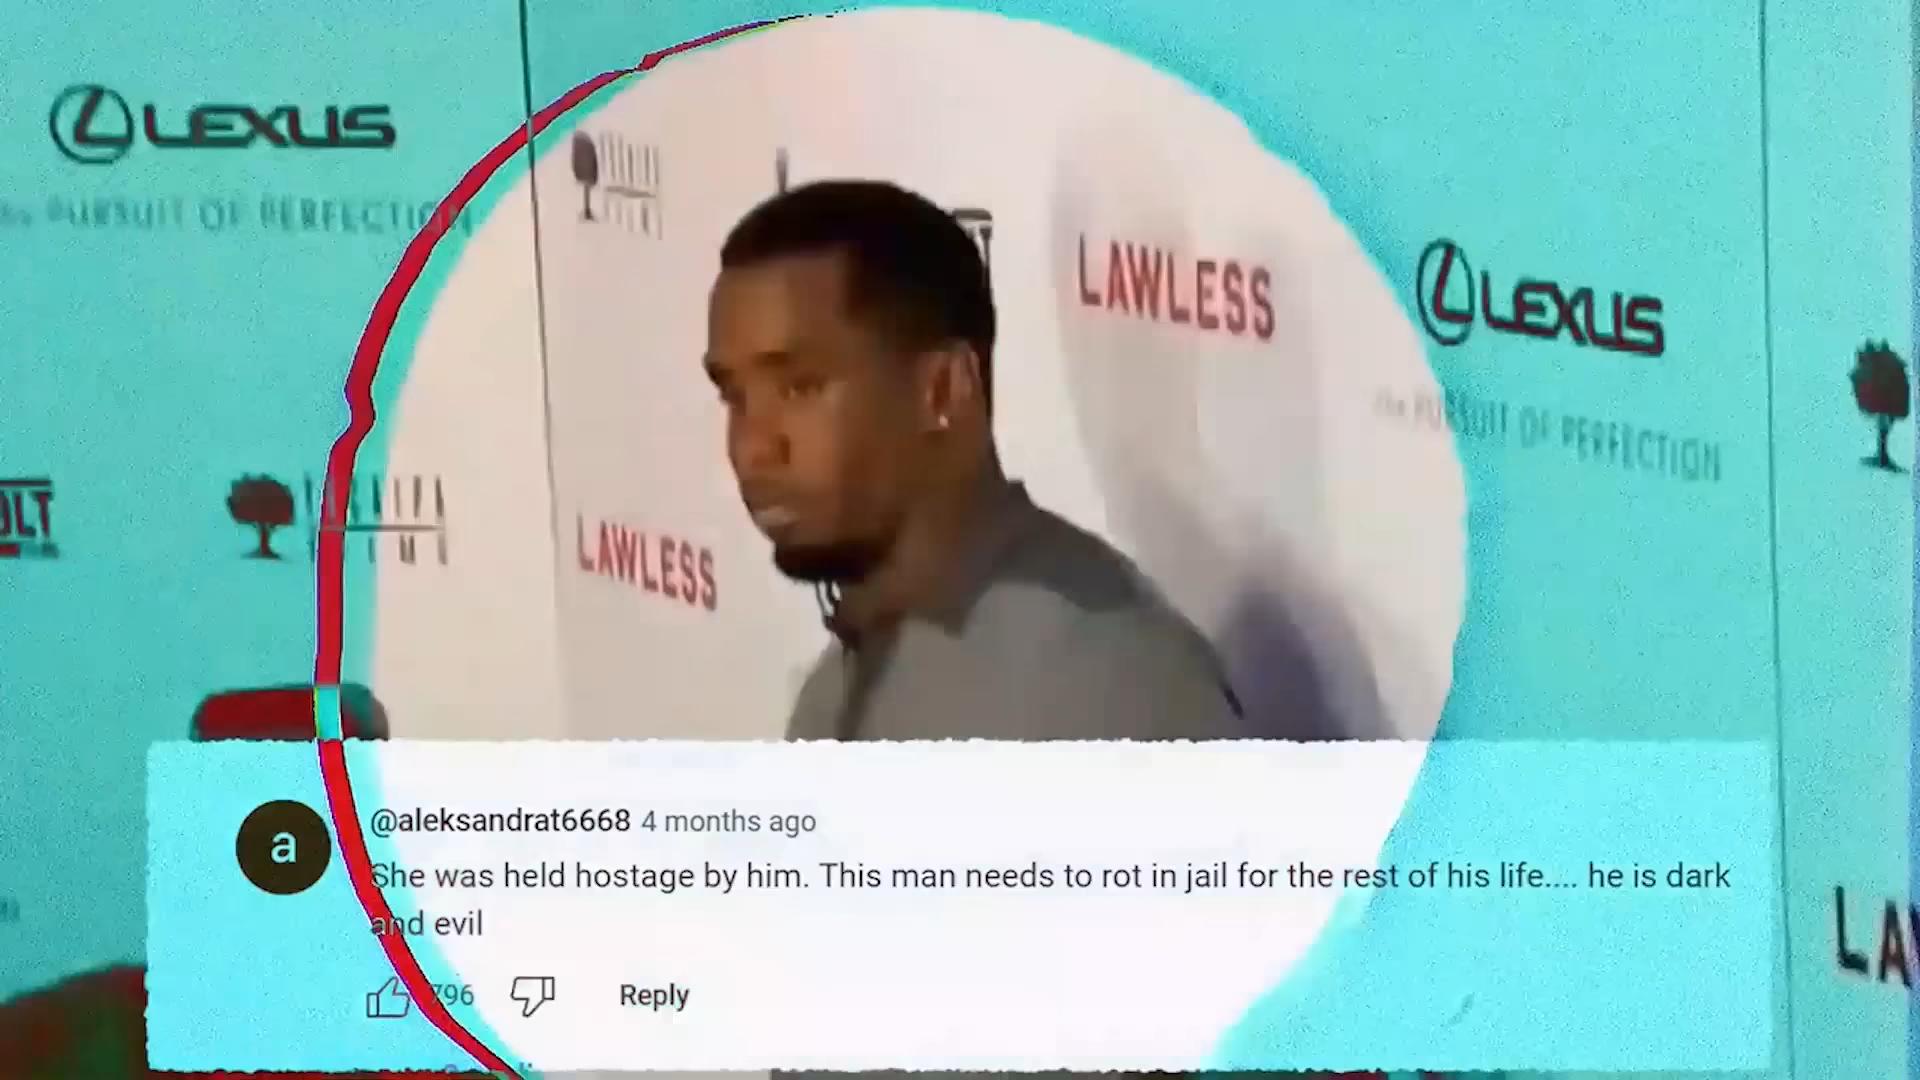 LEXUS
the PURSUIT OF PERFECTION
LAWLESS
LEXUS
the PURSUIT OF PERFECTION
LAWLESS
@aleksandrat6668 4 months ago
She was held hostage by him. This man needs to rot in jail for the rest of his life.... he is dark
and evil
796
Reply